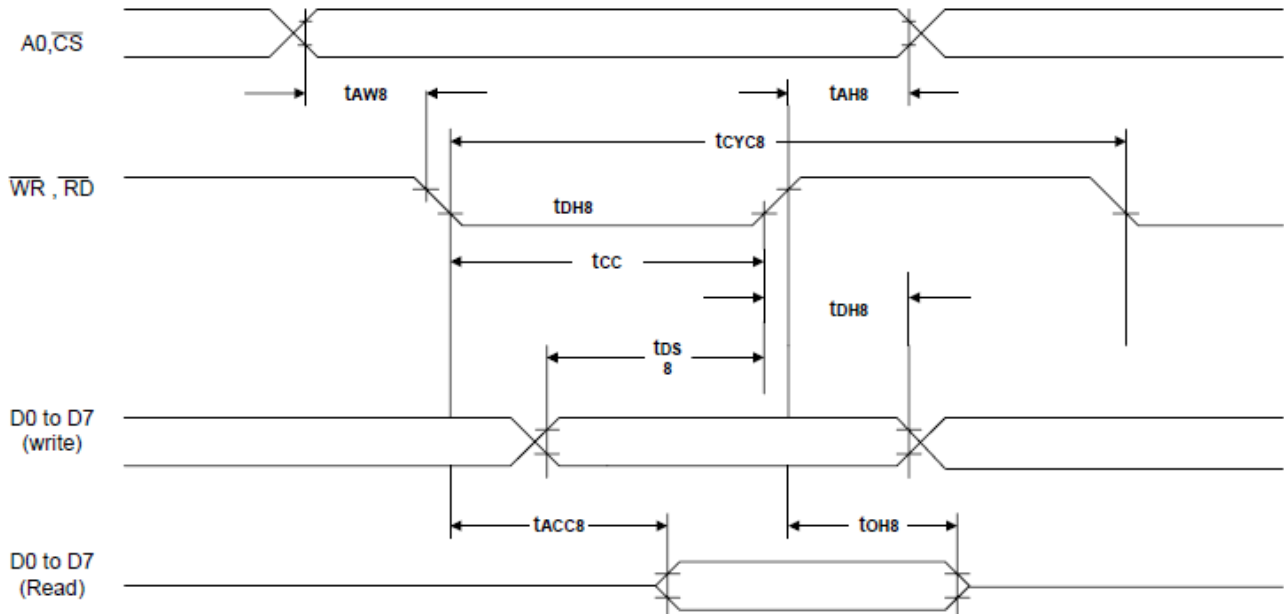 A0,CS
tAW8
tAH8
tCYC8
WR , RD
tDH8
tCC
tDH8
tDS
8
D0 to D7
(write)
tACC8
tOH8
D0 to D7
(Read)